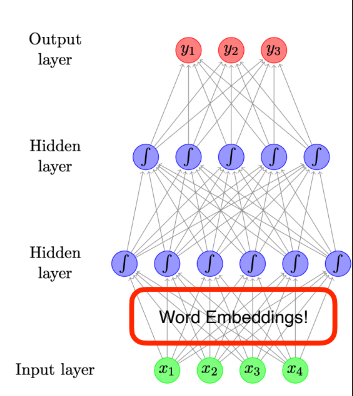 Output
layer
y₁ y₂ y₃
Hidden
layer
∫ ∫ ∫ ∫ ∫
Hidden
layer
∫ ∫ ∫ ∫ ∫ ∫
Word Embeddings!
Input layer
x₁ x₂ x₃ x₄